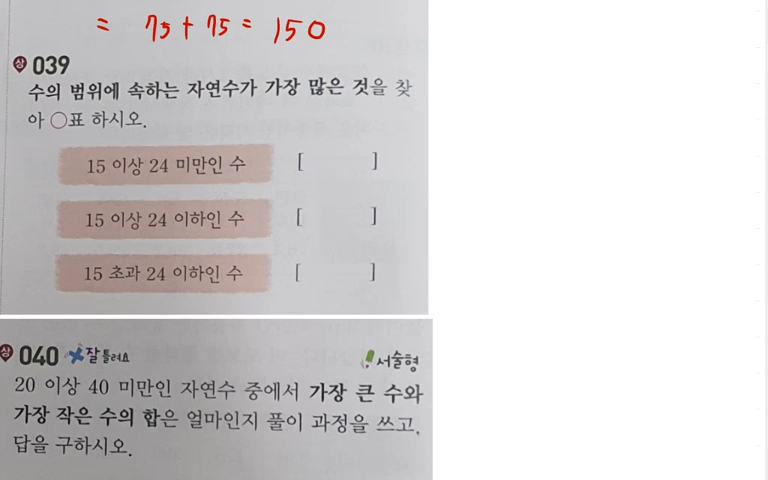 = 75 + 75 = 150
상 039
수의 범위에 속하는 자연수가 가장 많은 것을 찾
아 ○표 하시오.
15 이상 24 미만인 수 [ ]
15 이상 24 이하인 수 [ ]
15 초과 24 이하인 수 [ ]
상 040 잘 틀려요 서술형
20 이상 40 미만인 자연수 중에서 가장 큰 수와
가장 작은 수의 합은 얼마인지 풀이 과정을 쓰고,
답을 구하시오.